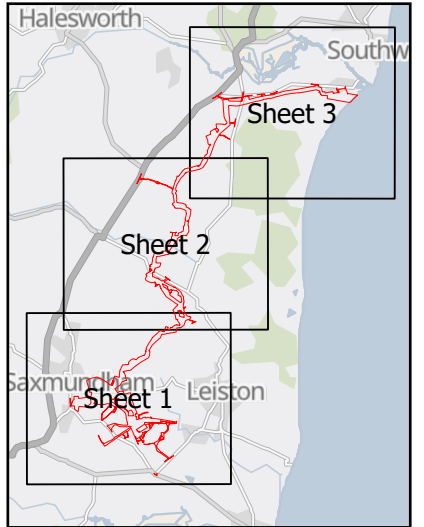 Halesworth
Southw
Sheet 3
Sheet 2
Saxmundham
Sheet 1
Leiston